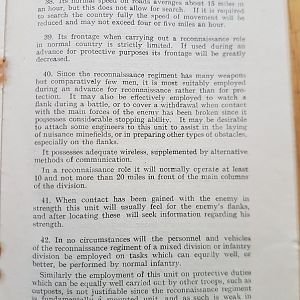 38. Its normal speed on roads averages about 15 miles in
an hour, and this does not allow for search. If it is required
to search the country fully the speed of movement will be
reduced and may not exceed four or five miles an hour.
39. Its frontage when carrying out a reconnaissance role
in normal country is strictly limited. If used during an
advance for protective purposes its frontage will be greatly
decreased.
40. Since the reconnaissance regiment has many weapons
but comparatively few men, it is most suitably employed
during an advance for reconnaissance rather than for pro-
tection. It may also be effectively employed to watch a
flank during a battle, or to cover a withdrawal when contact
with the main forces of the enemy has been broken since it
possesses considerable stopping ability. It may be desirable
to attach some engineers to this unit to assist in the laying
of nuisance minefields, or in preparing other types of obstacles,
especially on the flanks.
It possesses adequate wireless, supplemented by alternative
methods of communication.
In a reconnaissance role it will normally operate at least
10 and not more than 20 miles in front of the main columns
of the division.
41. When contact has been gained with the enemy in
strength this unit will usually feel for the enemy's flanks,
and after locating these will seek information regarding his
strength.
42. In no circumstances will the personnel and vehicles
of the reconnaissance regiment of a mixed division or infantry
division be employed on tasks which can equally well, or
better, be performed by normal infantry.
Similarly the employment of this unit on protective duties
which can be equally well carried out by other troops, such as
outposts, is not justifiable since the reconnaissance regiment
is fundamentally a mounted unit, and as such is weak in